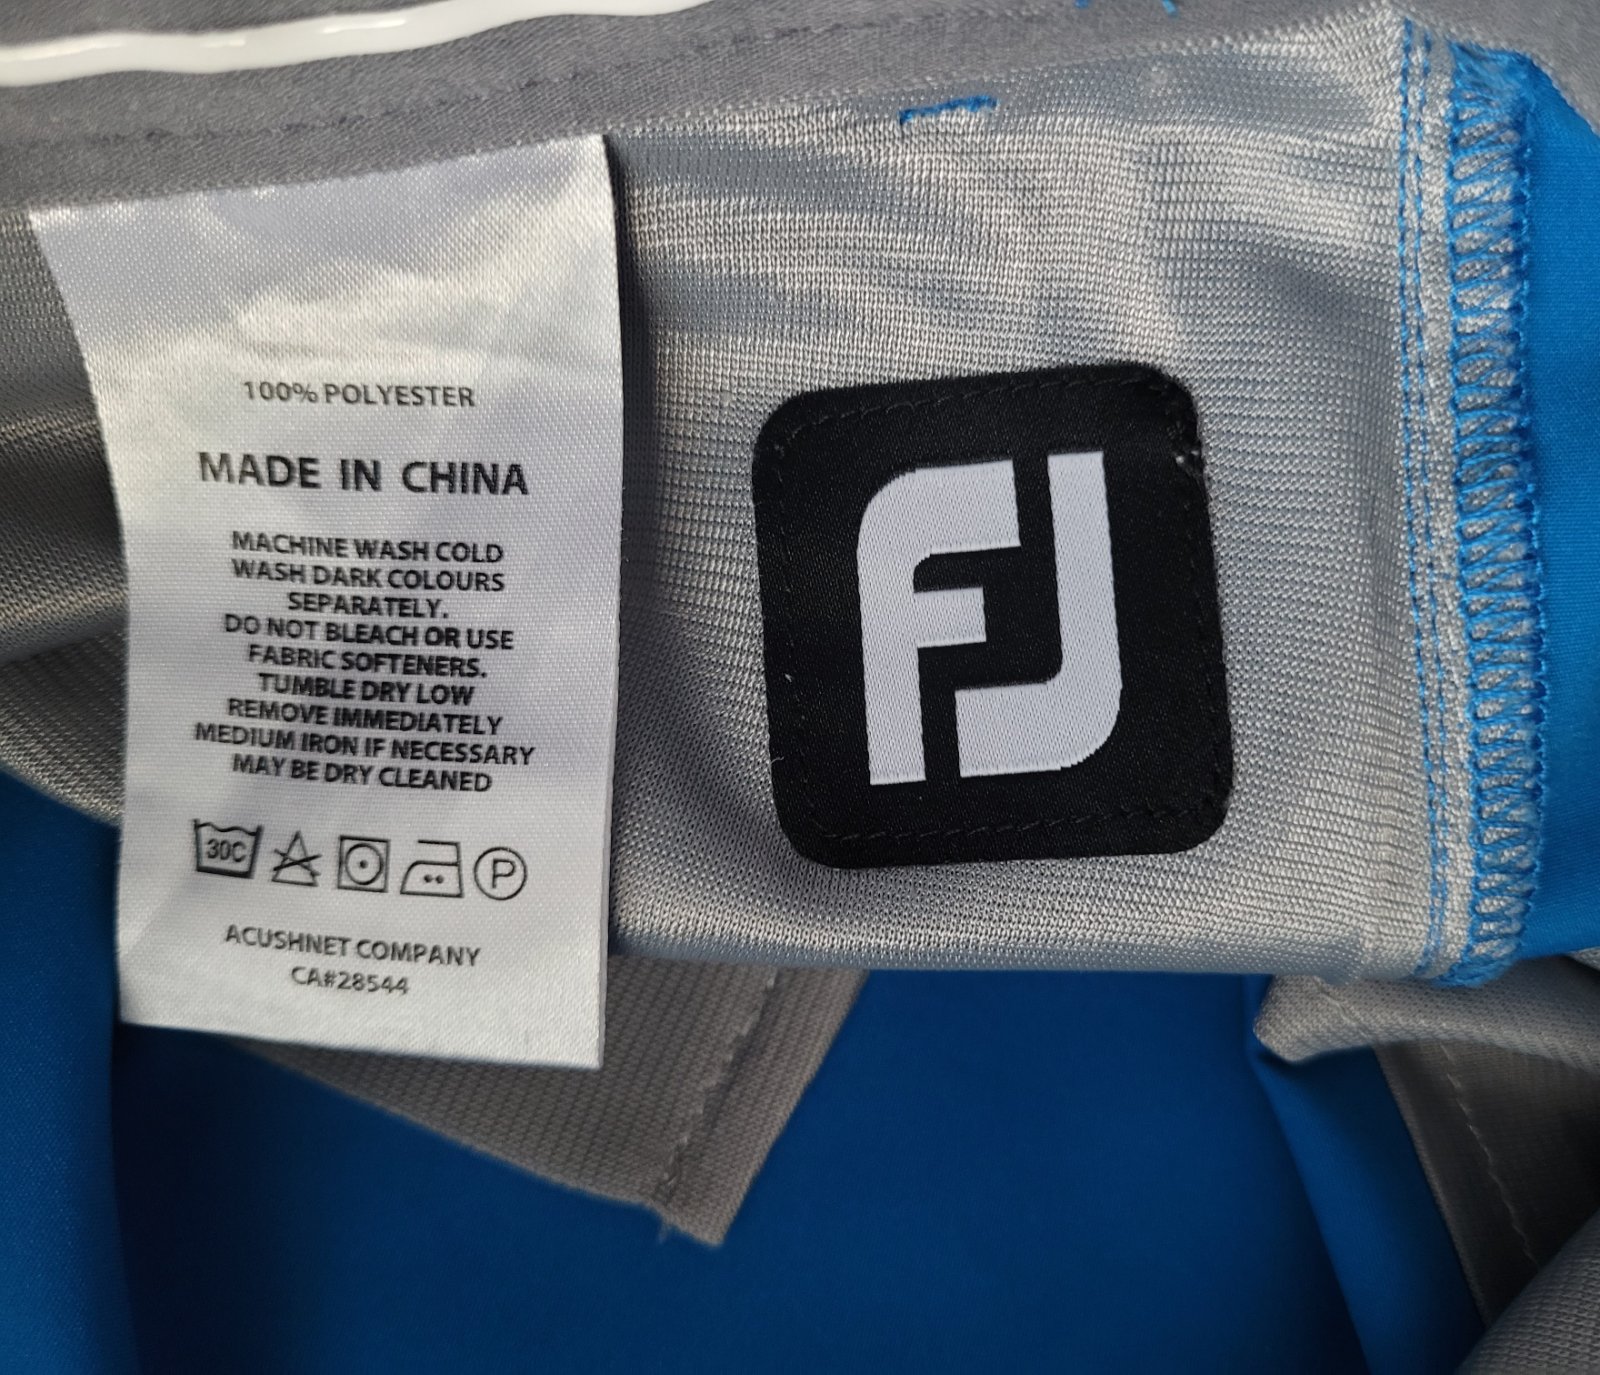 100% POLYESTER
MADE IN CHINA
MACHINE WASH COLD
WASH DARK COLOURS
SEPARATELY.
DO NOT BLEACH OR USE
FABRIC SOFTENERS.
TUMBLE DRY LOW
REMOVE IMMEDIATELY
MEDIUM IRON IF NECESSARY
MAY BE DRY CLEANED
30C P
ACUSHNET COMPANY
CA#28544
FJ